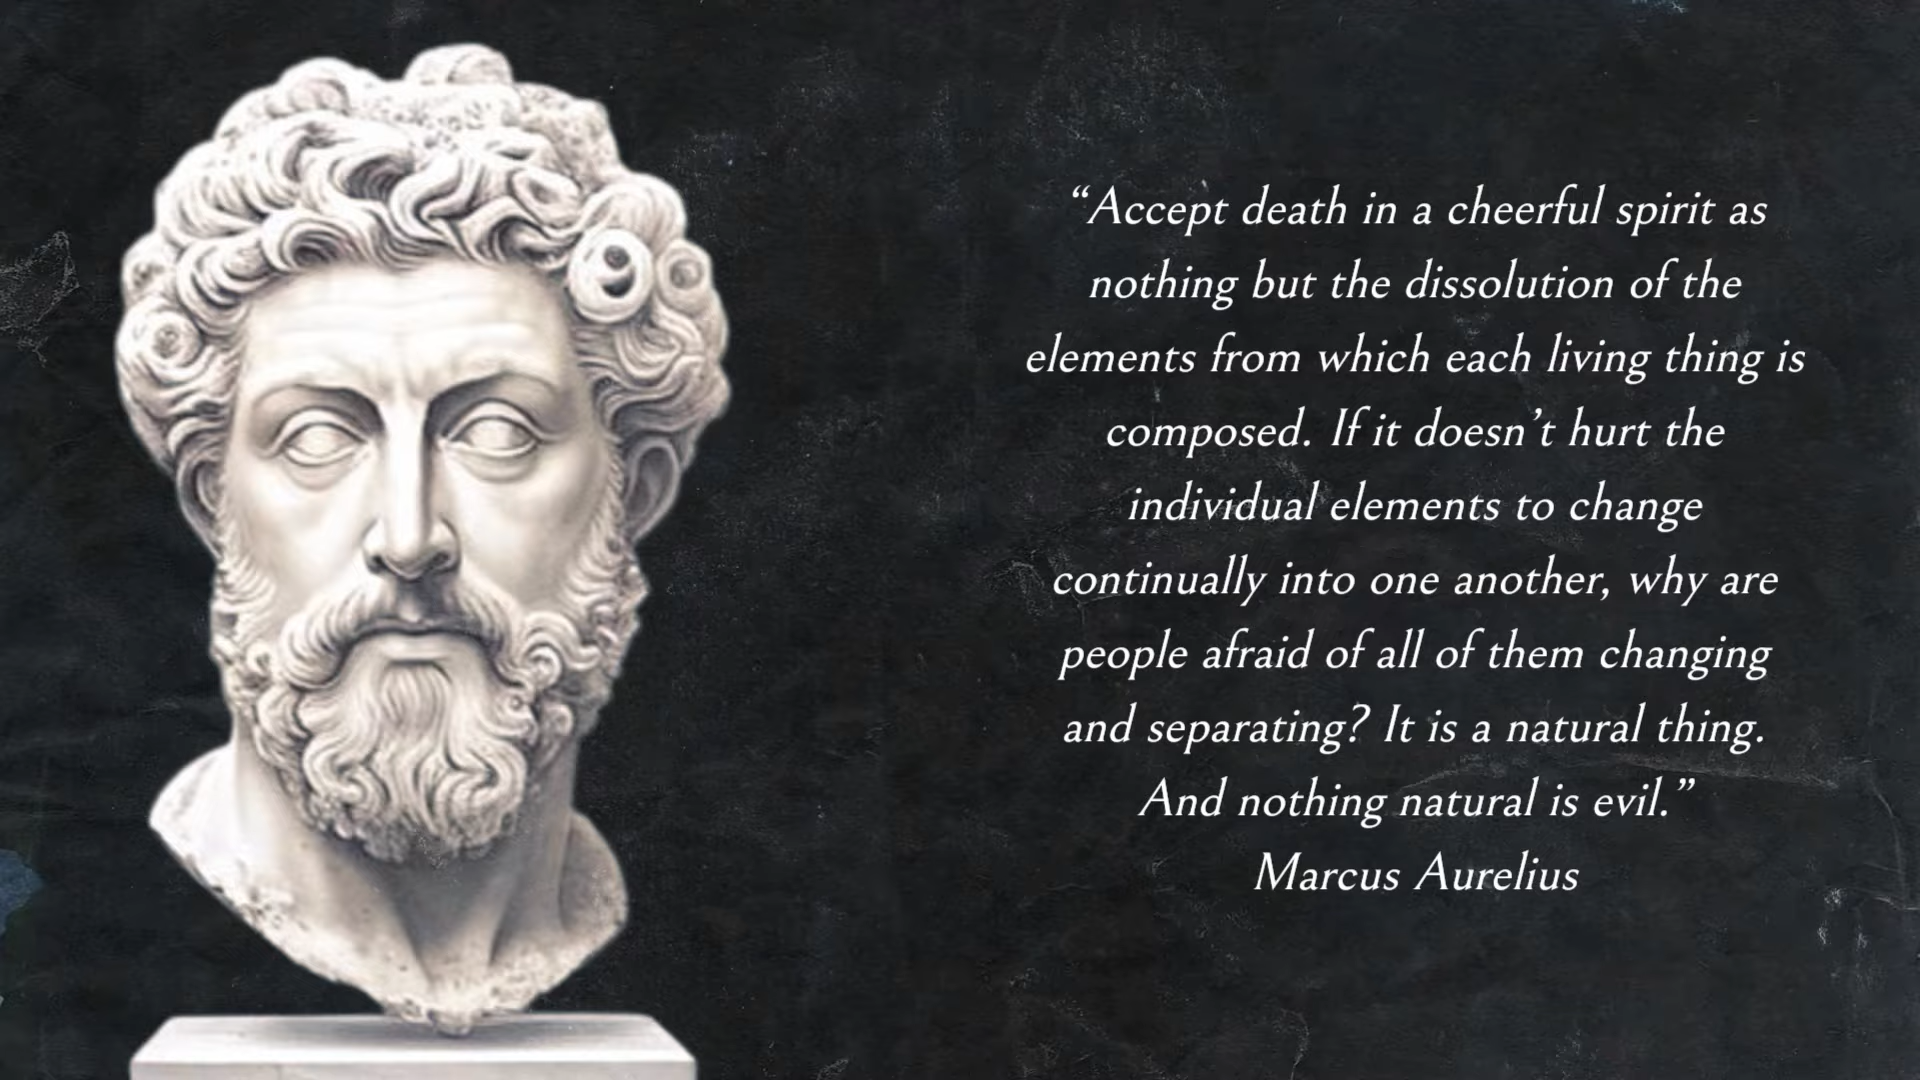 “Accept death in a cheerful spirit as
nothing but the dissolution of the
elements from which each living thing is
composed. If it doesn’t hurt the
individual elements to change
continually into one another, why are
people afraid of all of them changing
and separating? It is a natural thing.
And nothing natural is evil.”
Marcus Aurelius